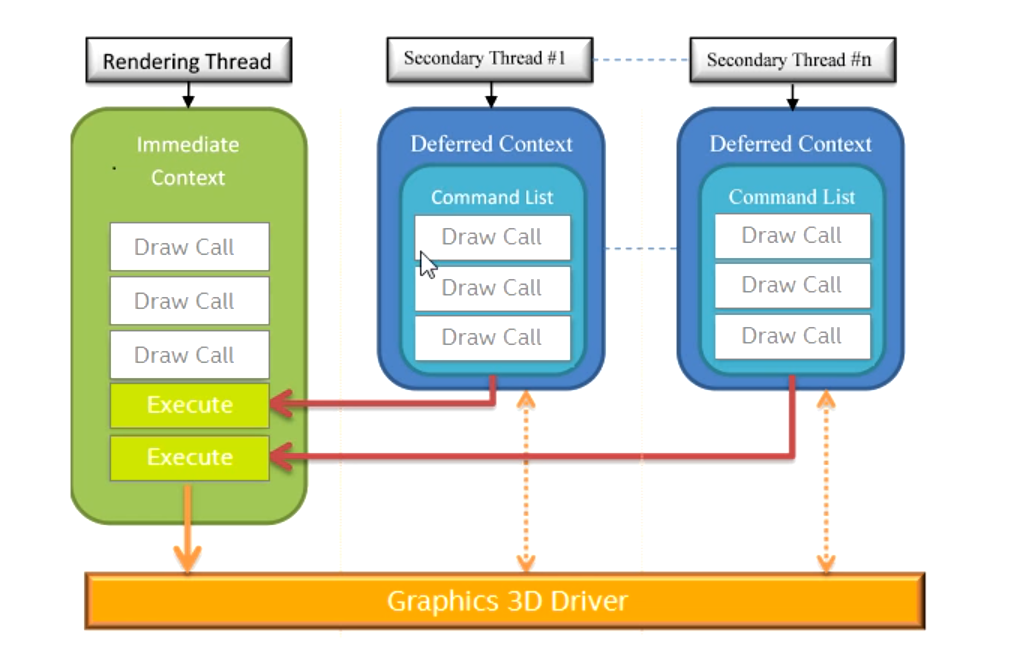 Rendering Thread
Secondary Thread #1
Secondary Thread #n
Immediate
Context
Draw Call
Draw Call
Draw Call
Execute
Execute
Deferred Context
Command List
Draw Call
Draw Call
Draw Call
Deferred Context
Command List
Draw Call
Draw Call
Draw Call
Graphics 3D Driver